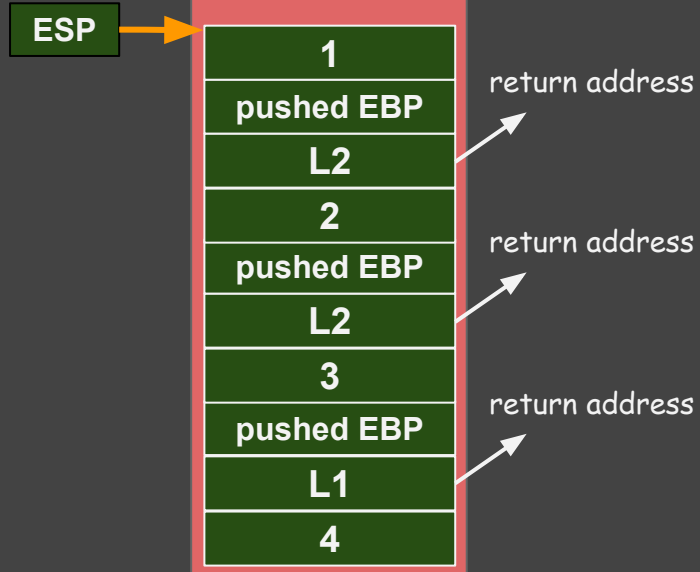 ESP
1
return address
pushed EBP
L2
2
return address
pushed EBP
L2
3
return address
pushed EBP
L1
4